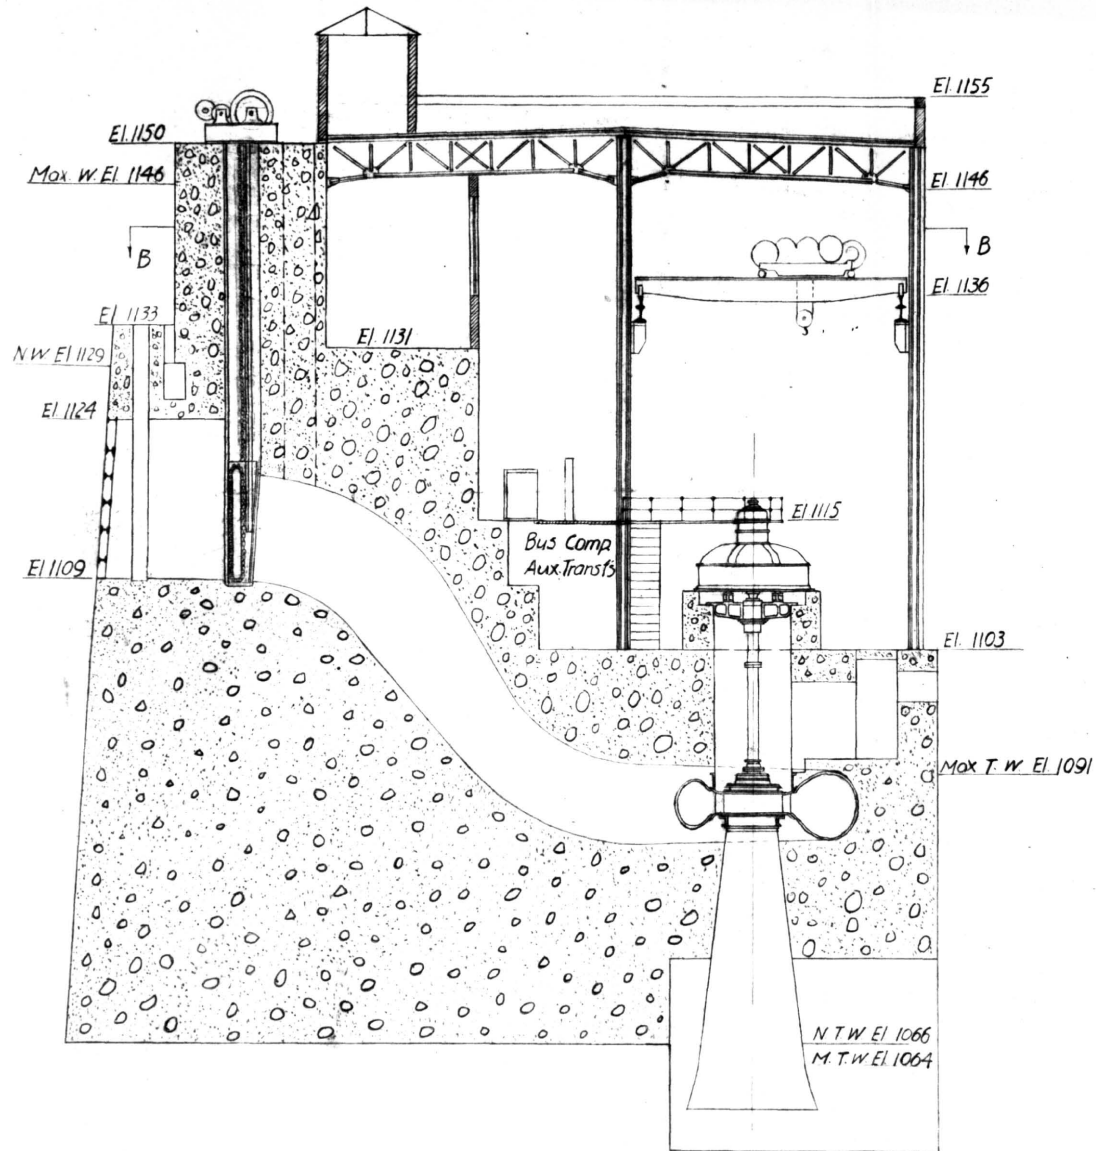 El. 1155
El. 1150
Max. W. El. 1146
El. 1146
B
B
El. 1136
El. 1133
El. 1131
N W El 1129
El. 1124
El 1115
Bus Comp.
Aux. Transf's
El 1109
El. 1103
Max T. W. El. 1091
N T W El 1066
M. T. W. El. 1064